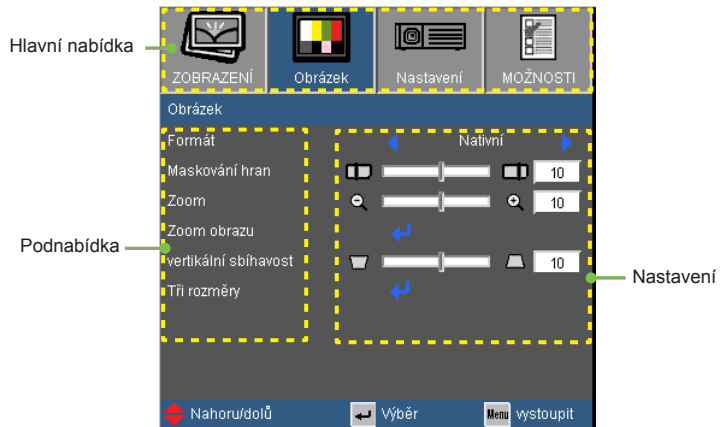 Hlavní nabídka
ZOBRAZENÍ Obrázek Nastavení MOŽNOSTI
Obrázek
Formát Nativní
Maskování hran 10
Zoom 10
Zoom obrazu
Podnabídka
vertikální sbíhavost 10
Nastavení
Tři rozměry
Nahoru/dolů Výběr Menu vystoupit